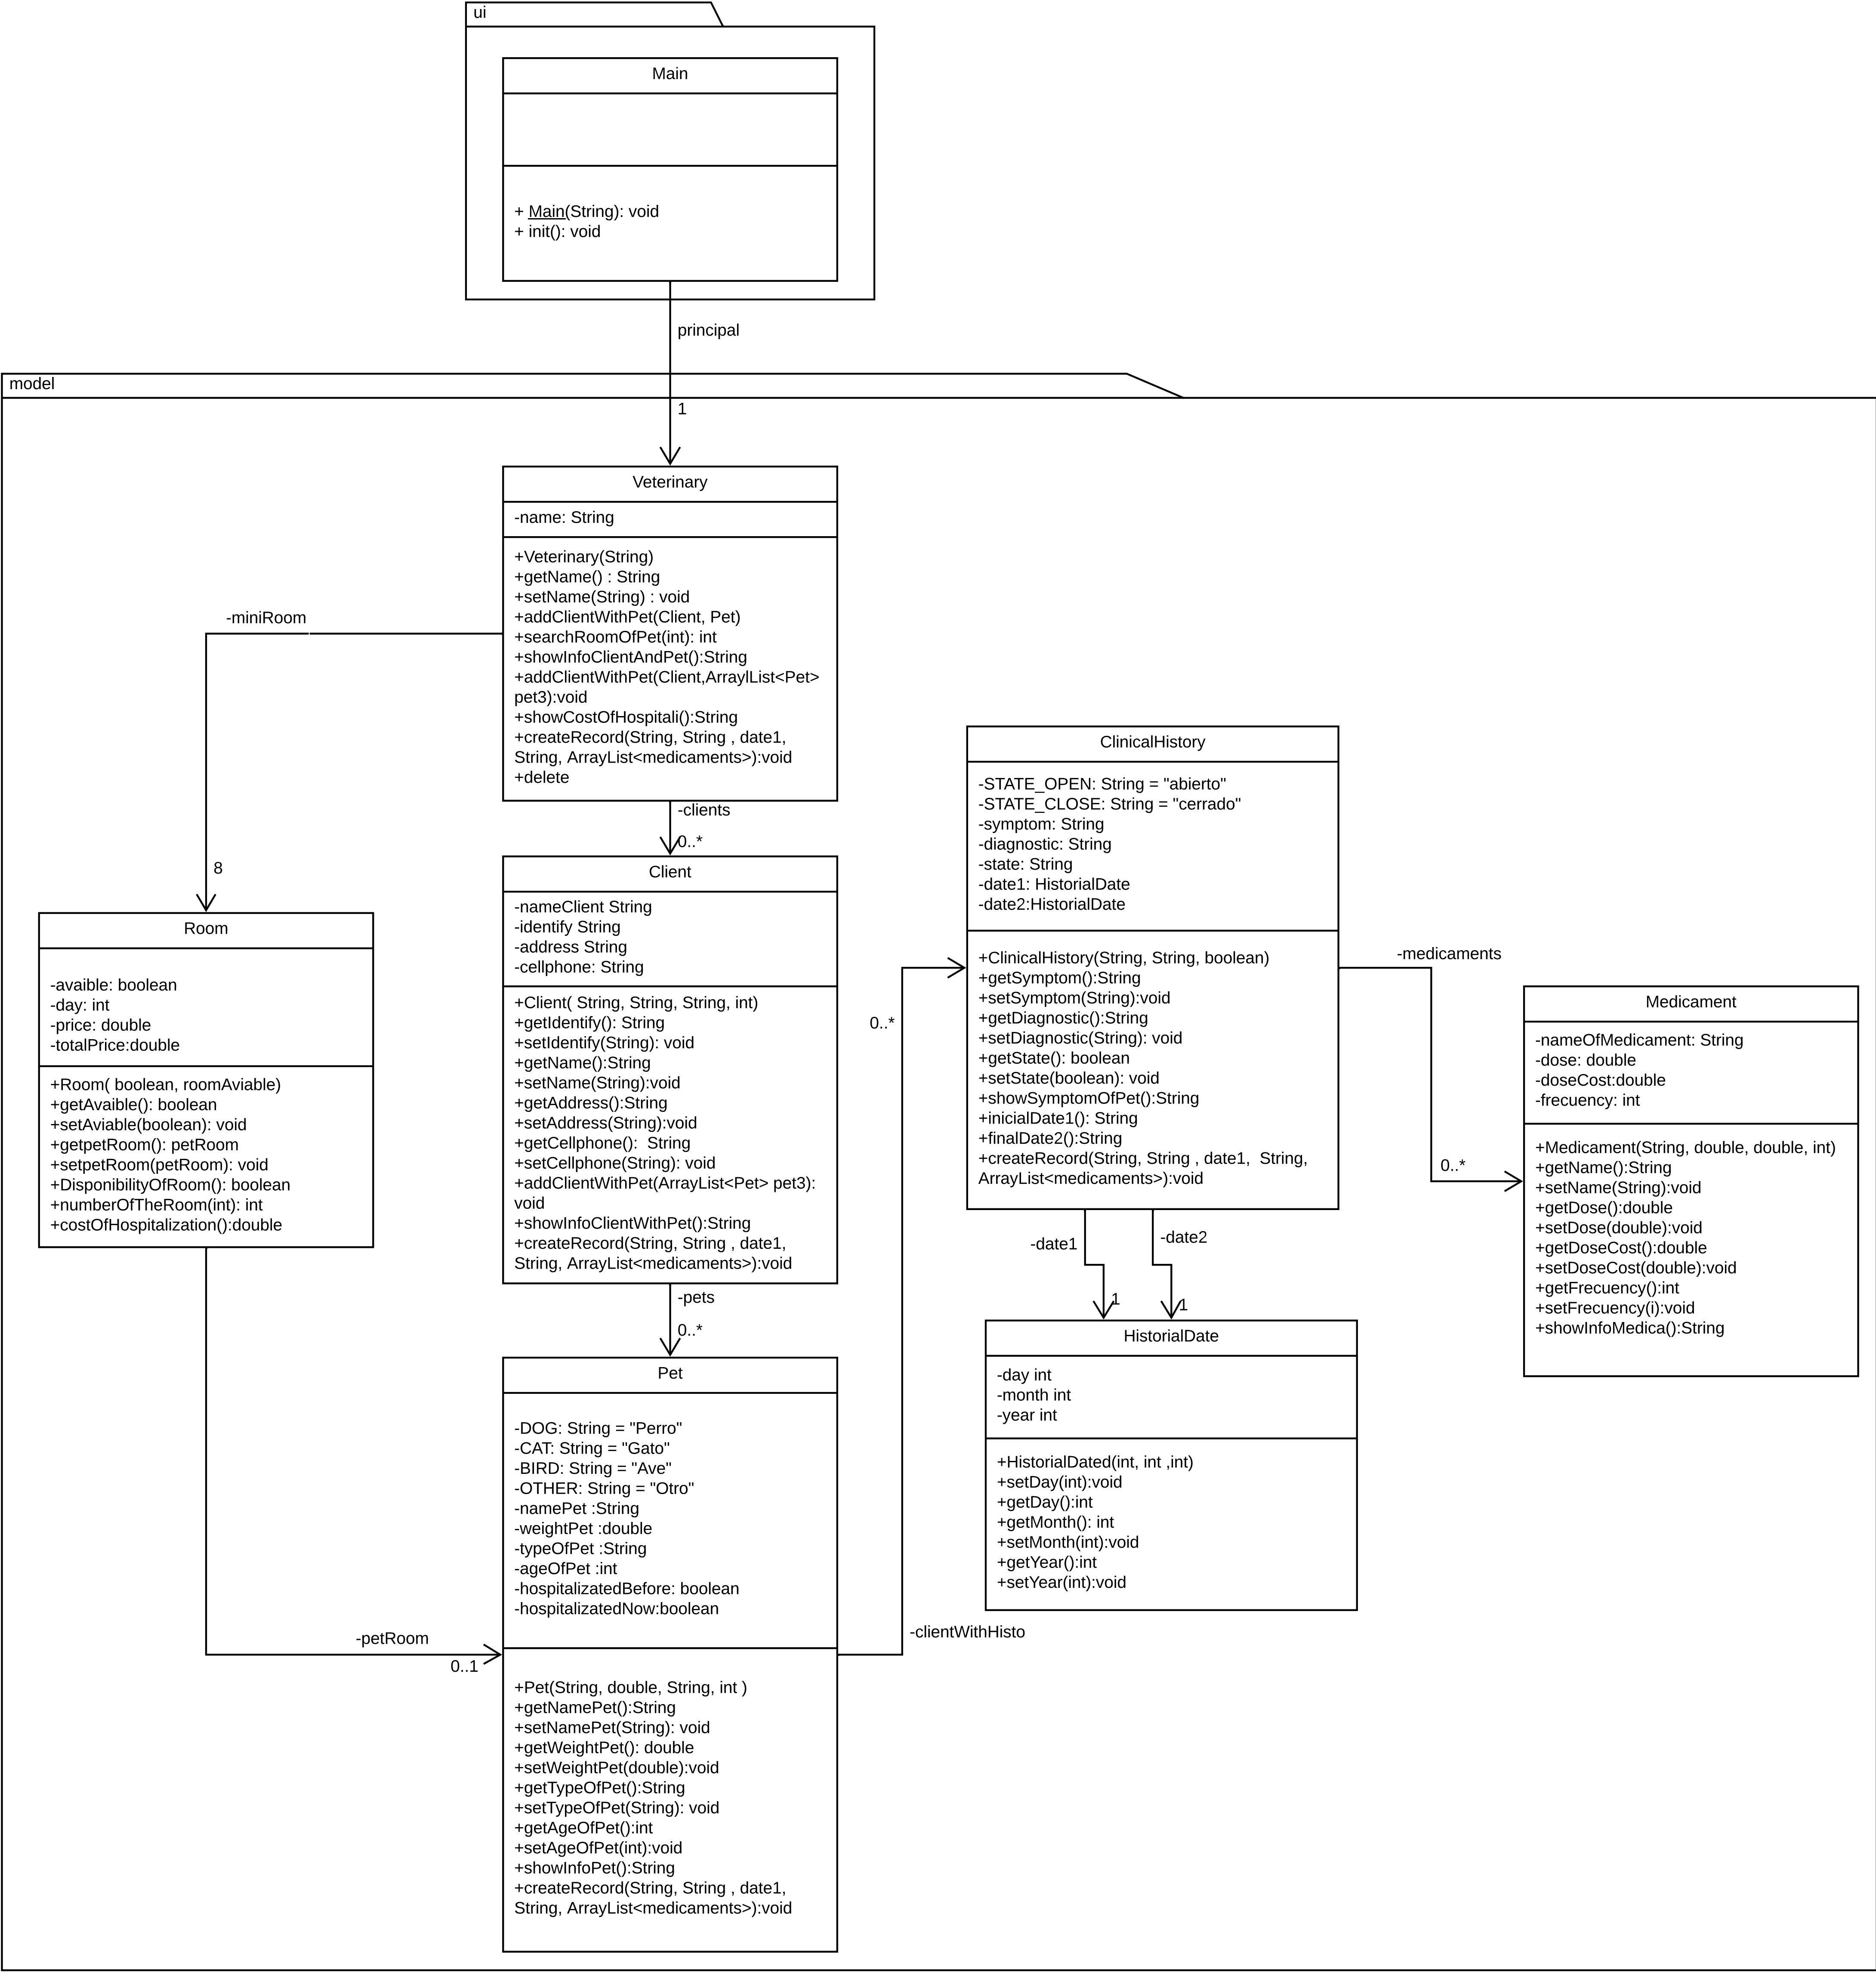 ui
Main
+ Main(String): void
+ init(): void
principal
model
1
Veterinary
-name: String
+Veterinary(String)
+getName() : String
+setName(String) : void
+addClientWithPet(Client, Pet)
+searchRoomOfPet(int): int
+showInfoClientAndPet():String
+addClientWithPet(Client,ArraylList<Pet>
pet3):void
+showCostOfHospitali():String
+createRecord(String, String , date1,
String, ArrayList<medicaments>):void
+delete
-miniRoom
8
-clients
0..*
Room
-avaible: boolean
-day: int
-price: double
-totalPrice:double
+Room( boolean, roomAviable)
+getAvaible(): boolean
+setAviable(boolean): void
+getpetRoom(): petRoom
+setpetRoom(petRoom): void
+DisponibilityOfRoom(): boolean
+numberOfTheRoom(int): int
+costOfHospitalization():double
Client
-nameClient String
-identify String
-address String
-cellphone: String
+Client( String, String, String, int)
+getIdentify(): String
+setIdentify(String): void
+getName():String
+setName(String):void
+getAddress():String
+setAddress(String):void
+getCellphone():  String
+setCellphone(String): void
+addClientWithPet(ArrayList<Pet> pet3):
void
+showInfoClientWithPet():String
+createRecord(String, String , date1,
String, ArrayList<medicaments>):void
-pets
0..*
Pet
-DOG: String = "Perro"
-CAT: String = "Gato"
-BIRD: String = "Ave"
-OTHER: String = "Otro"
-namePet :String
-weightPet :double
-typeOfPet :String
-ageOfPet :int
-hospitalizatedBefore: boolean
-hospitalizatedNow:boolean
+Pet(String, double, String, int )
+getNamePet():String
+setNamePet(String): void
+getWeightPet(): double
+setWeightPet(double):void
+getTypeOfPet():String
+setTypeOfPet(String): void
+getAgeOfPet():int
+setAgeOfPet(int):void
+showInfoPet():String
+createRecord(String, String , date1,
String, ArrayList<medicaments>):void
-petRoom
0..1
-clientWithHisto
0..*
ClinicalHistory
-STATE_OPEN: String = "abierto"
-STATE_CLOSE: String = "cerrado"
-symptom: String
-diagnostic: String
-state: String
-date1: HistorialDate
-date2:HistorialDate
+ClinicalHistory(String, String, boolean)
+getSymptom():String
+setSymptom(String):void
+getDiagnostic():String
+setDiagnostic(String): void
+getState(): boolean
+setState(boolean): void
+showSymptomOfPet():String
+inicialDate1(): String
+finalDate2():String
+createRecord(String, String , date1,  String,
ArrayList<medicaments>):void
-date1
1
-date2
1
HistorialDate
-day int
-month int
-year int
+HistorialDated(int, int ,int)
+setDay(int):void
+getDay():int
+getMonth(): int
+setMonth(int):void
+getYear():int
+setYear(int):void
-medicaments
0..*
Medicament
-nameOfMedicament: String
-dose: double
-doseCost:double
-frecuency: int
+Medicament(String, double, double, int)
+getName():String
+setName(String):void
+getDose():double
+setDose(double):void
+getDoseCost():double
+setDoseCost(double):void
+getFrecuency():int
+setFrecuency(i):void
+showInfoMedica():String